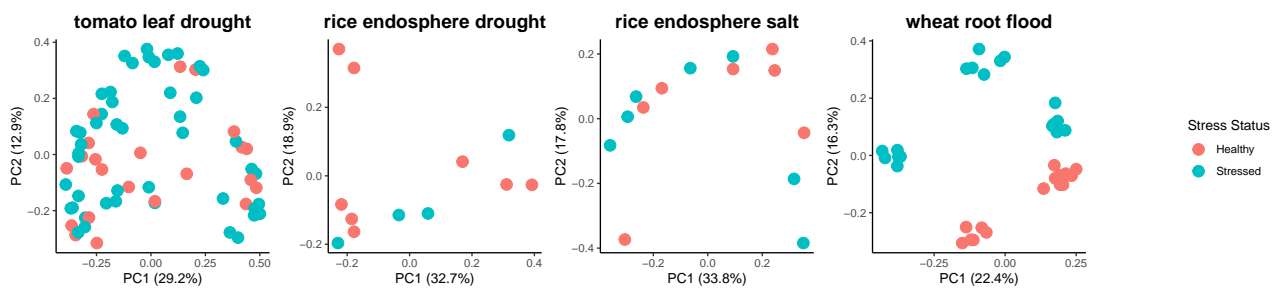 tomato leaf drought
PC2 (12.9%)
0.4
0.2
0.0
−0.2
−0.25
0.00
0.25
0.50
PC1 (29.2%)
rice endosphere drought
PC2 (18.9%)
0.2
0.0
−0.2
−0.2
0.0
0.2
0.4
PC1 (32.7%)
rice endosphere salt
PC2 (17.8%)
0.2
0.0
−0.2
−0.4
0.0
0.2
PC1 (33.8%)
wheat root flood
PC2 (16.3%)
0.4
0.2
0.0
−0.2
−0.25
0.00
0.25
PC1 (22.4%)
Stress Status
Healthy
Stressed